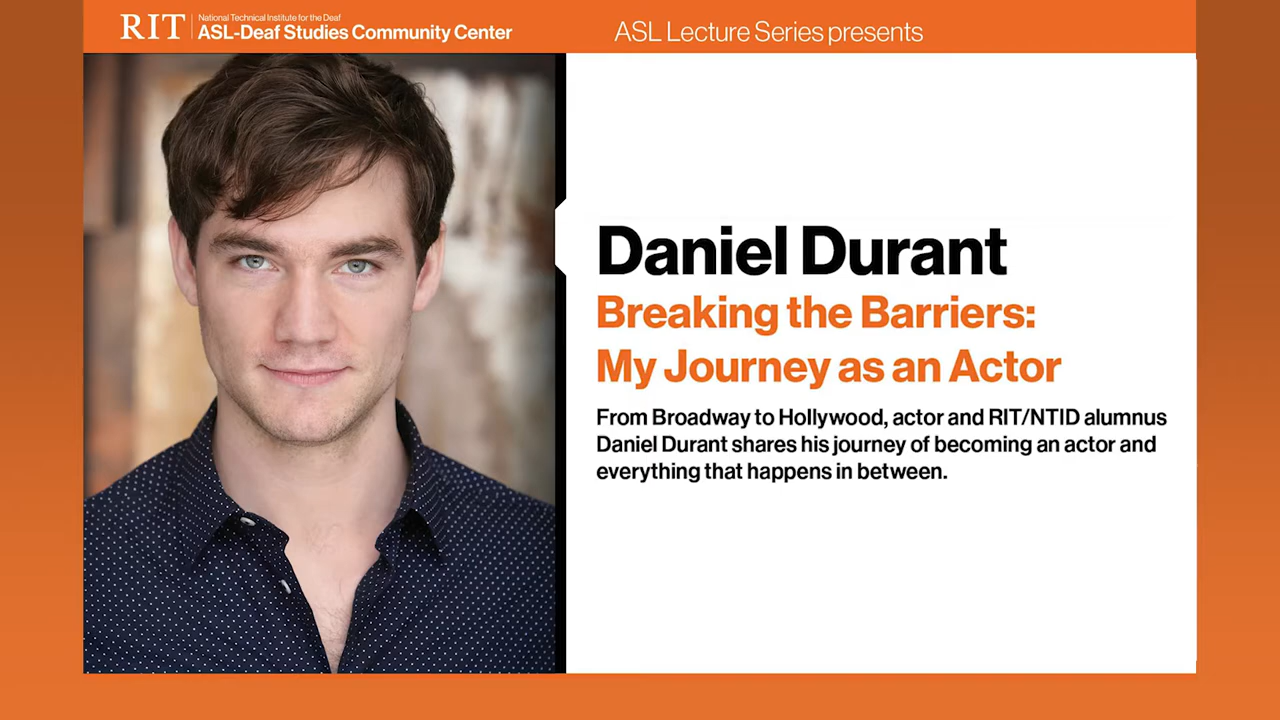 RIT
National Technical Institute for the Deaf
ASL-Deaf Studies Community Center
ASL Lecture Series presents
Daniel Durant
Breaking the Barriers:
My Journey as an Actor
From Broadway to Hollywood, actor and RIT/NTID alumnus
Daniel Durant shares his journey of becoming an actor and
everything that happens in between.